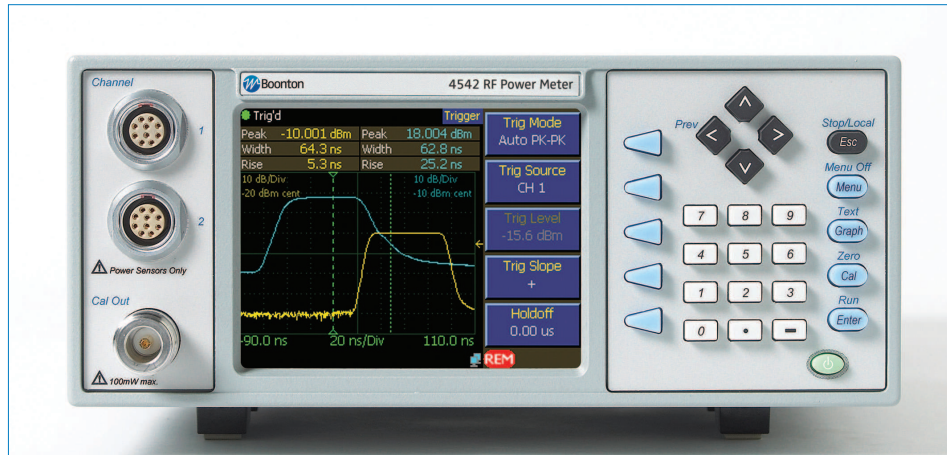 Channel
1
2
Power Sensors Only
Cal Out
100mW max.
Boonton
4542 RF Power Meter
Trig'd
Trigger
Peak -10.001 dBm Peak 18.004 dBm
Width 64.3 ns Width 62.8 ns
Rise 5.3 ns Rise 25.2 ns
10 dB/Div 10 dB/Div
-20 dBm cent -10 dBm cent
-90.0 ns 20 ns/Div 110.0 ns
REM
Trig Mode
Auto PK-PK
Trig Source
CH 1
Trig Level
-15.6 dBm
Trig Slope
+
Holdoff
0.00 us
Prev
7 8 9
4 5 6
1 2 3
0 • -
Stop/Local
Esc
Menu Off
Menu
Text
Graph
Zero
Cal
Run
Enter